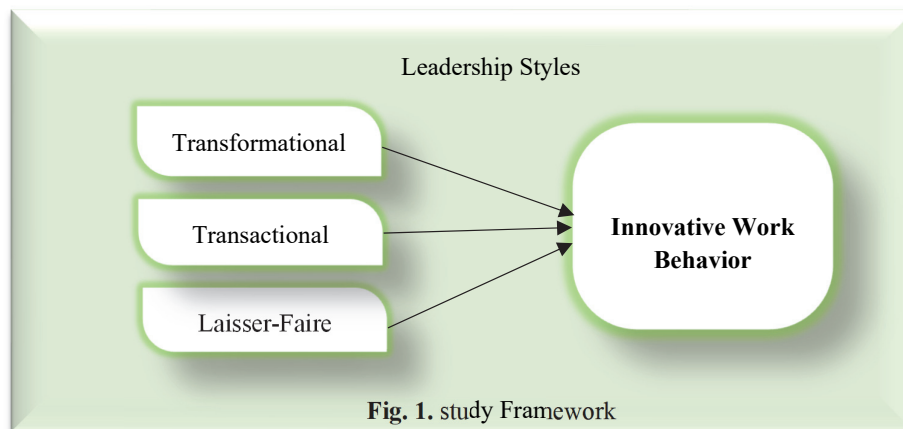 Leadership Styles
Transformational
Transactional
Laisser-Faire
Innovative Work
Behavior
Fig. 1. study Framework